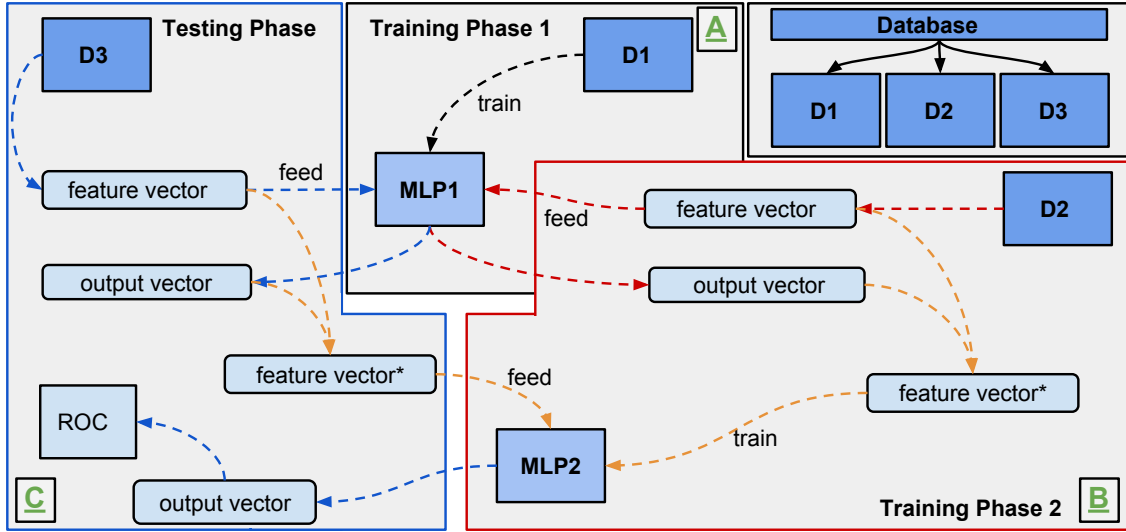 Testing Phase
D3
feature vector
feed
output vector
feature vector*
feed
ROC
output vector
C
Training Phase 1
A
D1
train
MLP1
Database
D1
D2
D3
feed
feature vector
D2
output vector
feature vector*
train
MLP2
Training Phase 2
B